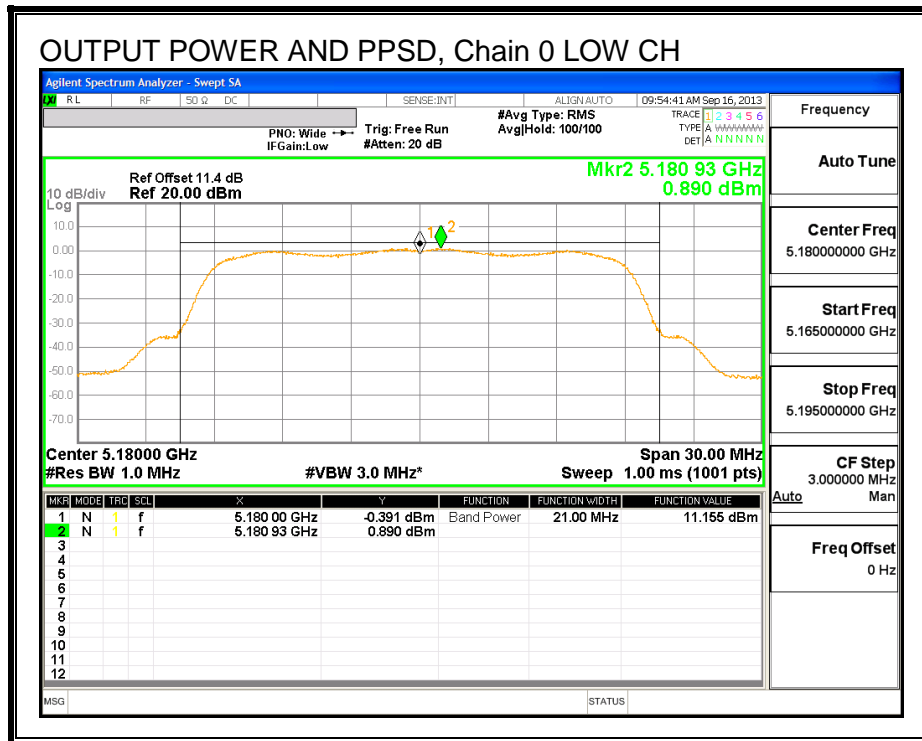 OUTPUT POWER AND PPSD, Chain 0 LOW CH
Agilent Spectrum Analyzer - Swept SA
LXI RL RF 50 Ω DC SENSE:INT ALIGN AUTO 09:54:41 AM Sep 16, 2013
PNO: Wide
IFGain:Low
Trig: Free Run
#Atten: 20 dB
#Avg Type: RMS
Avg|Hold: 100/100
TRACE 1 2 3 4 5 6
TYPE A WWWWWW
DET A N N N N N
Frequency
Auto Tune
Center Freq
5.180000000 GHz
Start Freq
5.165000000 GHz
Stop Freq
5.195000000 GHz
CF Step
3.000000 MHz
Auto Man
Freq Offset
0 Hz
Mkr2 5.180 93 GHz
0.890 dBm
Ref Offset 11.4 dB
10 dB/div Ref 20.00 dBm
Log
10.0
0.00
-10.0
-20.0
-30.0
-40.0
-50.0
-60.0
-70.0
1 2
Center 5.18000 GHz Span 30.00 MHz
#Res BW 1.0 MHz #VBW 3.0 MHz* Sweep 1.00 ms (1001 pts)
MKR MODE TRC SCL X Y FUNCTION FUNCTION WIDTH FUNCTION VALUE
1 N 1 f 5.180 00 GHz -0.391 dBm Band Power 21.00 MHz 11.155 dBm
2 N 1 f 5.180 93 GHz 0.890 dBm
3
4
5
6
7
8
9
10
11
12
MSG STATUS